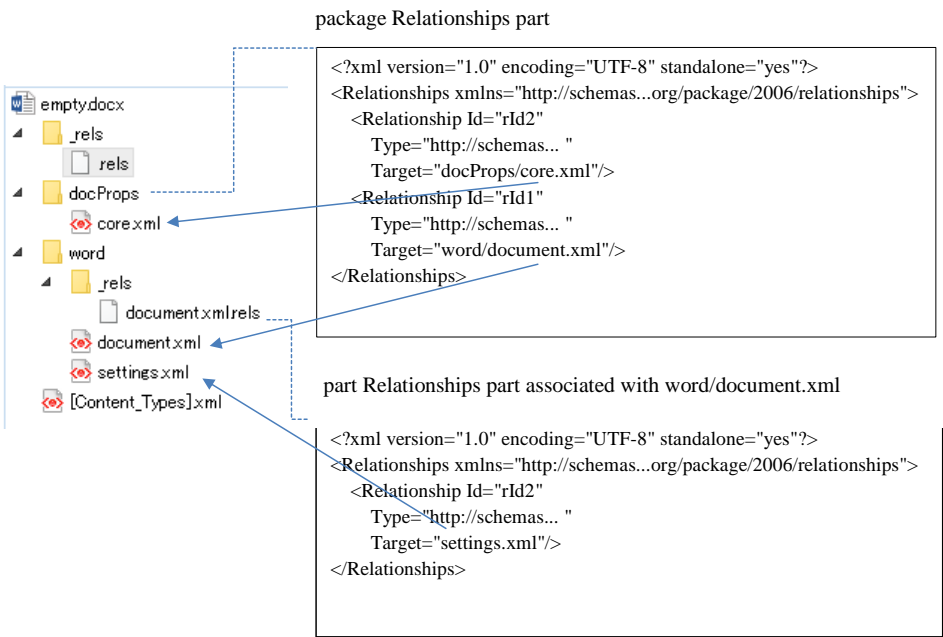 package Relationships part
<?xml version="1.0" encoding="UTF-8" standalone="yes"?>
<Relationships xmlns="http://schemas...org/package/2006/relationships">
<Relationship Id="rId2"
Type="http://schemas... "
Target="docProps/core.xml"/>
<Relationship Id="rId1"
Type="http://schemas... "
Target="word/document.xml"/>
</Relationships>
empty.docx
_rels
.rels
docProps
core.xml
word
_rels
document.xml.rels
document.xml
settings.xml
[Content_Types].xml
part Relationships part associated with word/document.xml
<?xml version="1.0" encoding="UTF-8" standalone="yes"?>
<Relationships xmlns="http://schemas...org/package/2006/relationships">
<Relationship Id="rId2"
Type="http://schemas... "
Target="settings.xml"/>
</Relationships>